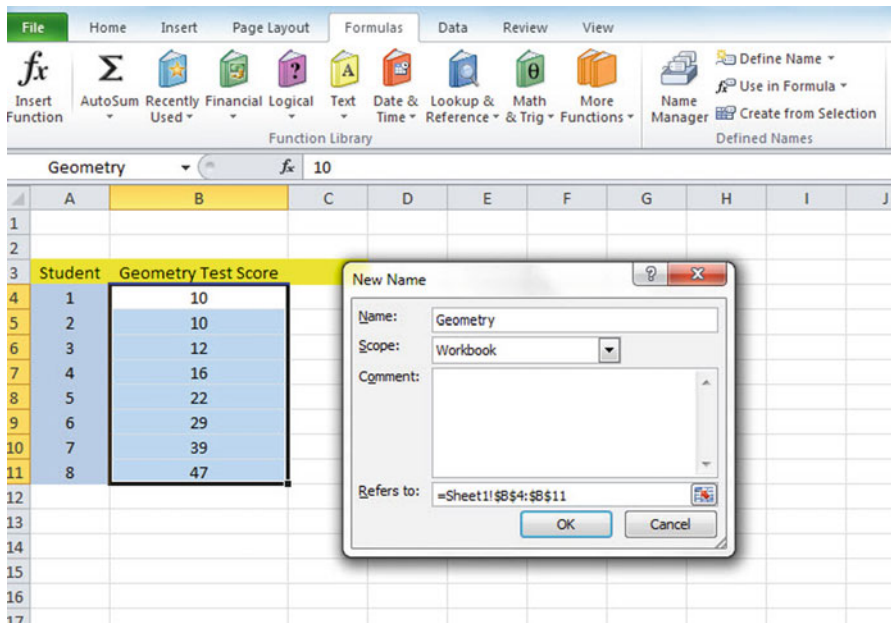 File Home Insert Page Layout Formulas Data Review View
fx Σ ? A θ
Insert Function AutoSum Recently Used Financial Logical Text Date & Time Lookup & Reference Math & Trig More Functions Name Manager
Define Name
fx Use in Formula
Create from Selection
Function Library Defined Names
Geometry fx 10
A B C D E F G H I J
1
2
3 Student Geometry Test Score
4 1 10
5 2 10
6 3 12
7 4 16
8 5 22
9 6 29
10 7 39
11 8 47
12
13
14
15
16
17
New Name ? X
Name: Geometry
Scope: Workbook
Comment:
Refers to: =Sheet1!$B$4:$B$11
OK Cancel